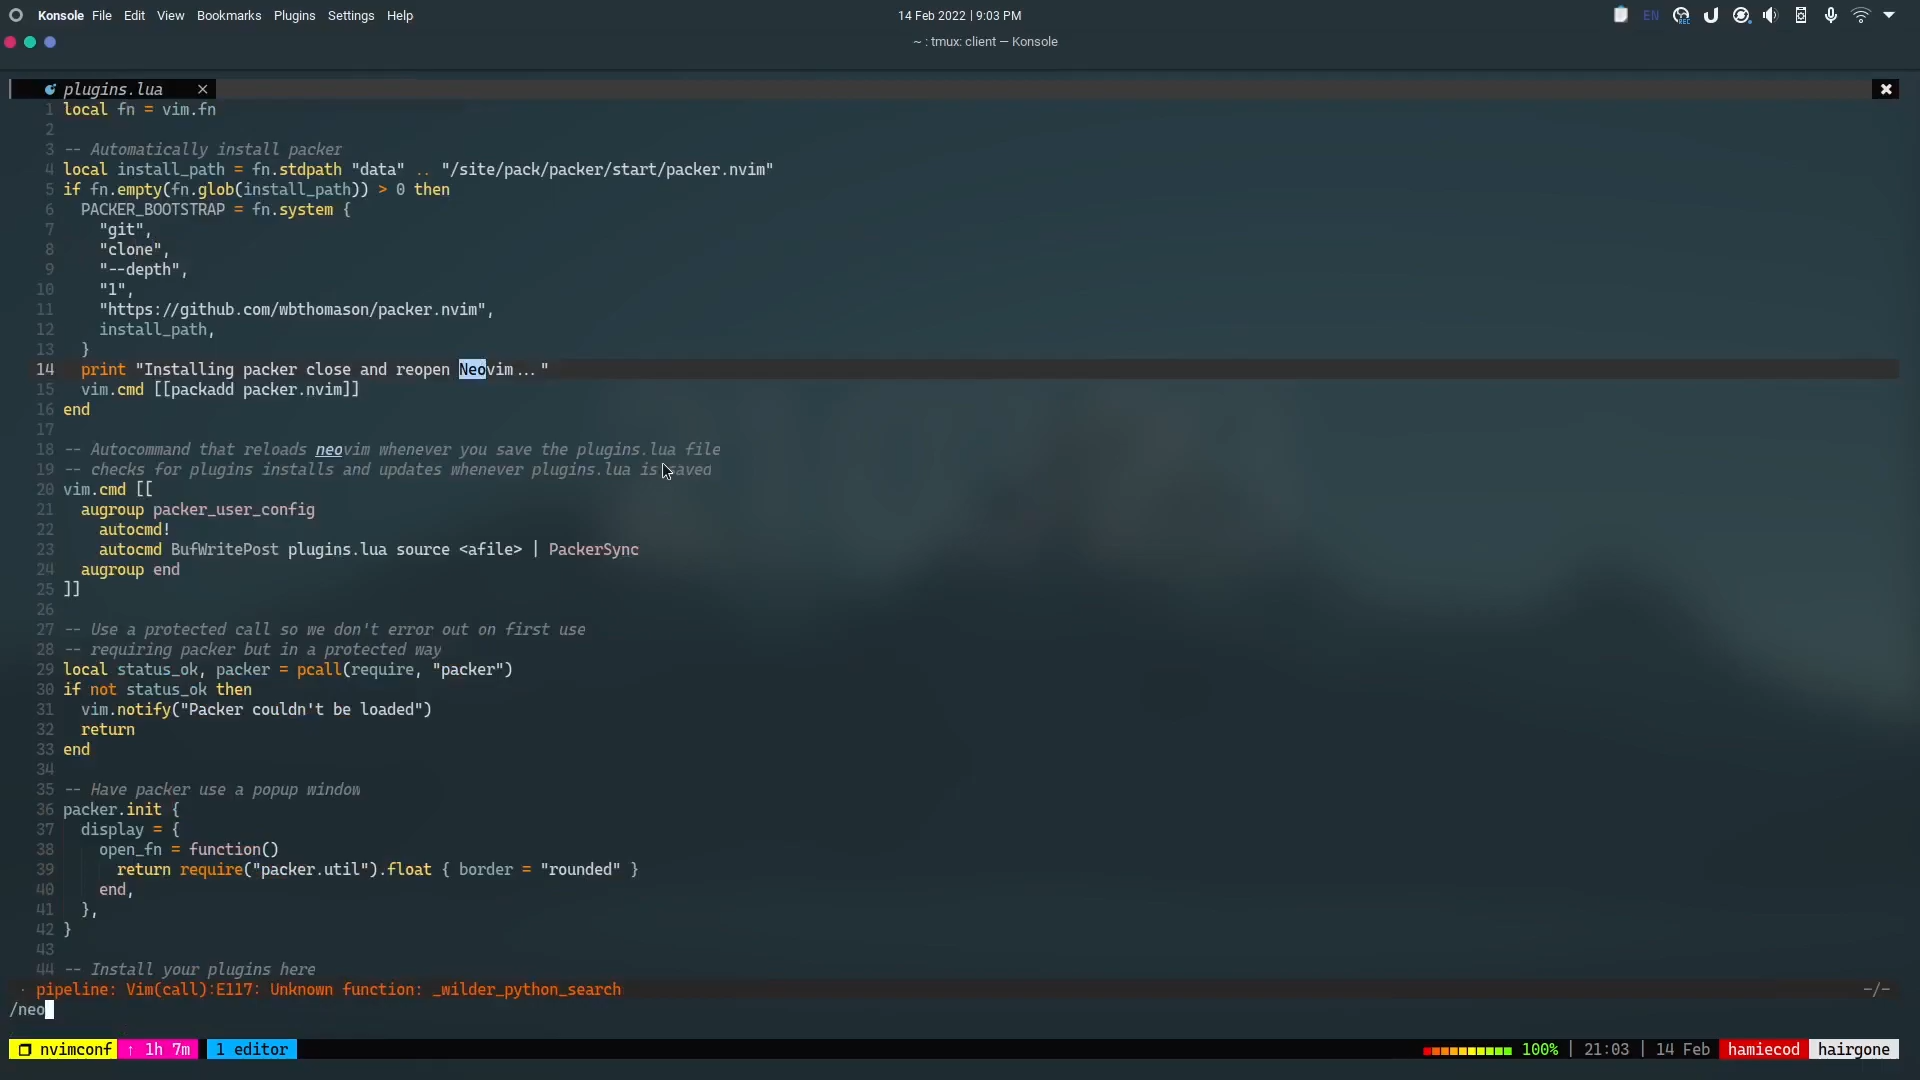 Konsole File Edit View Bookmarks Plugins Settings Help
14 Feb 2022 | 9:03 PM
EN
REC
~ : tmux: client — Konsole
plugins.lua ×
1 local fn = vim.fn
2
3 -- Automatically install packer
4 local install_path = fn.stdpath "data" .. "/site/pack/packer/start/packer.nvim"
5 if fn.empty(fn.glob(install_path)) > 0 then
6 PACKER_BOOTSTRAP = fn.system {
7 "git",
8 "clone",
9 "--depth",
10 "1",
11 "https://github.com/wbthomason/packer.nvim",
12 install_path,
13 }
14 print "Installing packer close and reopen Neovim..."
15 vim.cmd [[packadd packer.nvim]]
16 end
17
18 -- Autocommand that reloads neovim whenever you save the plugins.lua file
19 -- checks for plugins installs and updates whenever plugins.lua is saved
20 vim.cmd [[
21 augroup packer_user_config
22 autocmd!
23 autocmd BufWritePost plugins.lua source <afile> | PackerSync
24 augroup end
25 ]]
26
27 -- Use a protected call so we don't error out on first use
28 -- requiring packer but in a protected way
29 local status_ok, packer = pcall(require, "packer")
30 if not status_ok then
31 vim.notify("Packer couldn't be loaded")
32 return
33 end
34
35 -- Have packer use a popup window
36 packer.init {
37 display = {
38 open_fn = function()
39 return require("packer.util").float { border = "rounded" }
40 end,
41 },
42 }
43
44 -- Install your plugins here
· pipeline: Vim(call):E117: Unknown function: _wilder_python_search -/-
/neo
nvimconf ↑ 1h 7m 1 editor 100% | 21:03 | 14 Feb hamiecod hairgone